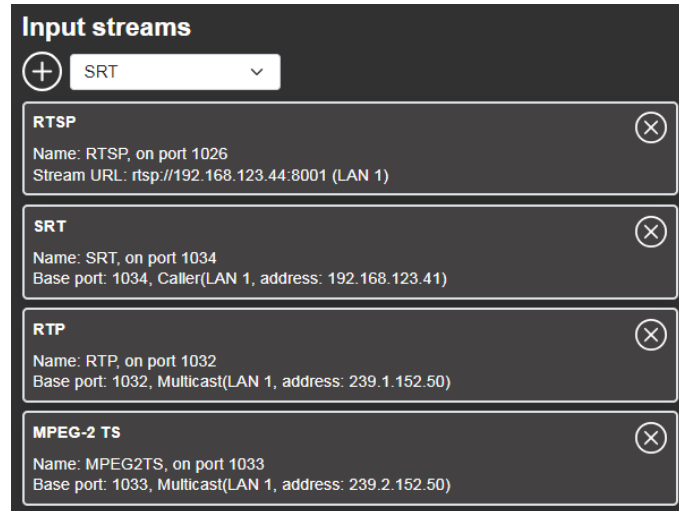 Input streams
SRT
RTSP
Name: RTSP, on port 1026
Stream URL: rtsp://192.168.123.44:8001 (LAN 1)
SRT
Name: SRT, on port 1034
Base port: 1034, Caller(LAN 1, address: 192.168.123.41)
RTP
Name: RTP, on port 1032
Base port: 1032, Multicast(LAN 1, address: 239.1.152.50)
MPEG-2 TS
Name: MPEG2TS, on port 1033
Base port: 1033, Multicast(LAN 1, address: 239.2.152.50)